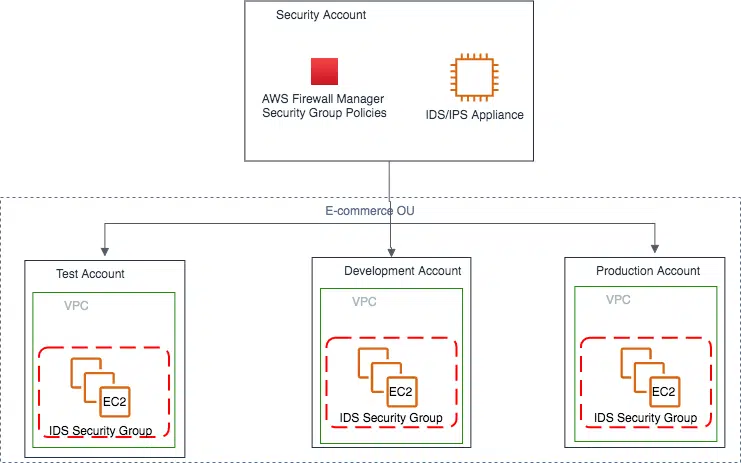 Security Account
AWS Firewall Manager
Security Group Policies
IDS/IPS Appliance
E-commerce OU
Test Account
Development Account
Production Account
VPC
VPC
VPC
EC2
EC2
EC2
IDS Security Group
IDS Security Group
IDS Security Group